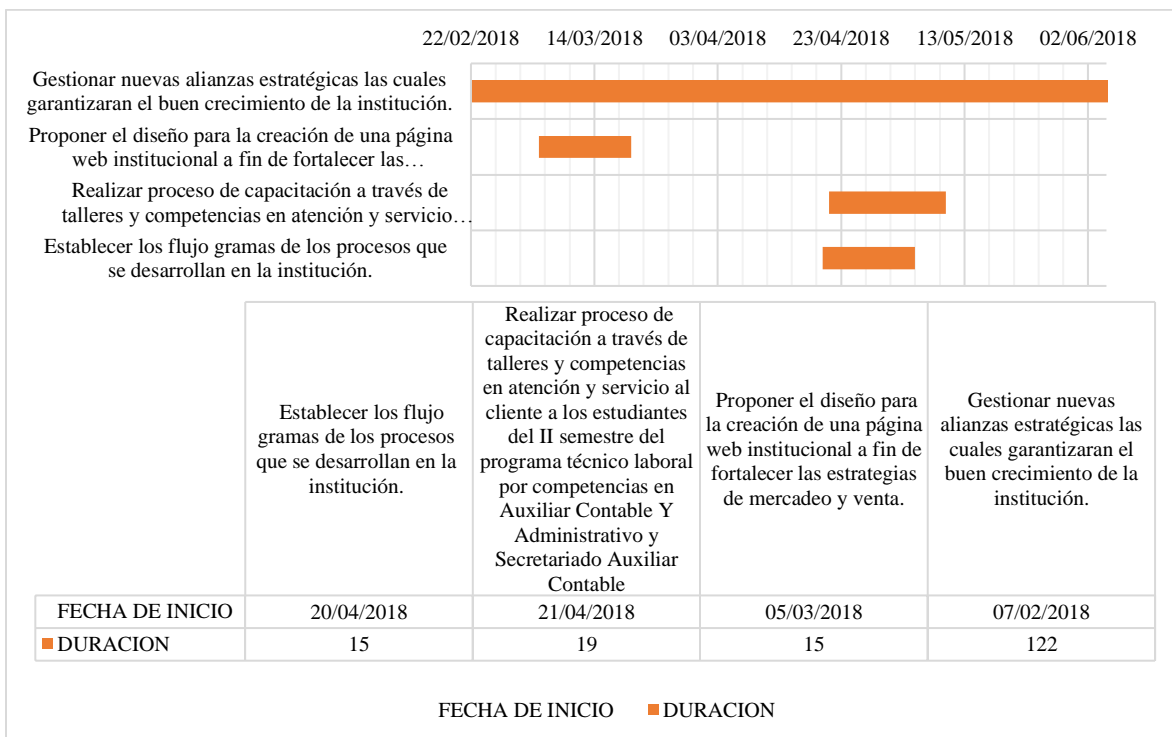 22/02/2018 14/03/2018 03/04/2018 23/04/2018 13/05/2018 02/06/2018
Gestionar nuevas alianzas estratégicas las cuales
garantizaran el buen crecimiento de la institución.
Proponer el diseño para la creación de una página
web institucional a fin de fortalecer las…
Realizar proceso de capacitación a través de
talleres y competencias en atención y servicio…
Establecer los flujo gramas de los procesos que
se desarrollan en la institución.
Establecer los flujo
gramas de los procesos
que se desarrollan en la
institución.
Realizar proceso de
capacitación a través de
talleres y competencias
en atención y servicio al
cliente a los estudiantes
del II semestre del
programa técnico laboral
por competencias en
Auxiliar Contable Y
Administrativo y
Secretariado Auxiliar
Contable
Proponer el diseño para
la creación de una página
web institucional a fin de
fortalecer las estrategias
de mercadeo y venta.
Gestionar nuevas
alianzas estratégicas las
cuales garantizaran el
buen crecimiento de la
institución.
FECHA DE INICIO 20/04/2018 21/04/2018 05/03/2018 07/02/2018
DURACION 15 19 15 122
FECHA DE INICIO DURACION